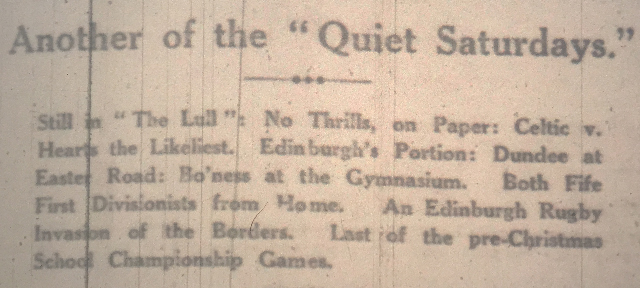 Another of the “Quiet Saturdays.”
Still in “The Lull”: No Thrills, on Paper: Celtic v.
Hearts the Likeliest. Edinburgh's Portion: Dundee at
Easter Road: Bo'ness at the Gymnasium. Both Fife
First Divisionists from Home. An Edinburgh Rugby
Invasion of the Borders. Last of the pre-Christmas
School Championship Games.